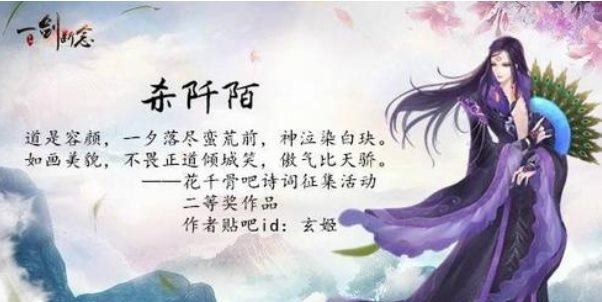 一剑断念
杀阡陌
道是容颜，一夕落尽蛮荒前，神泣染白玦。
如画美貌，不畏正道倾城笑，傲气比天骄。
——花千骨吧诗词征集活动
二等奖作品
作者贴吧id：玄姬